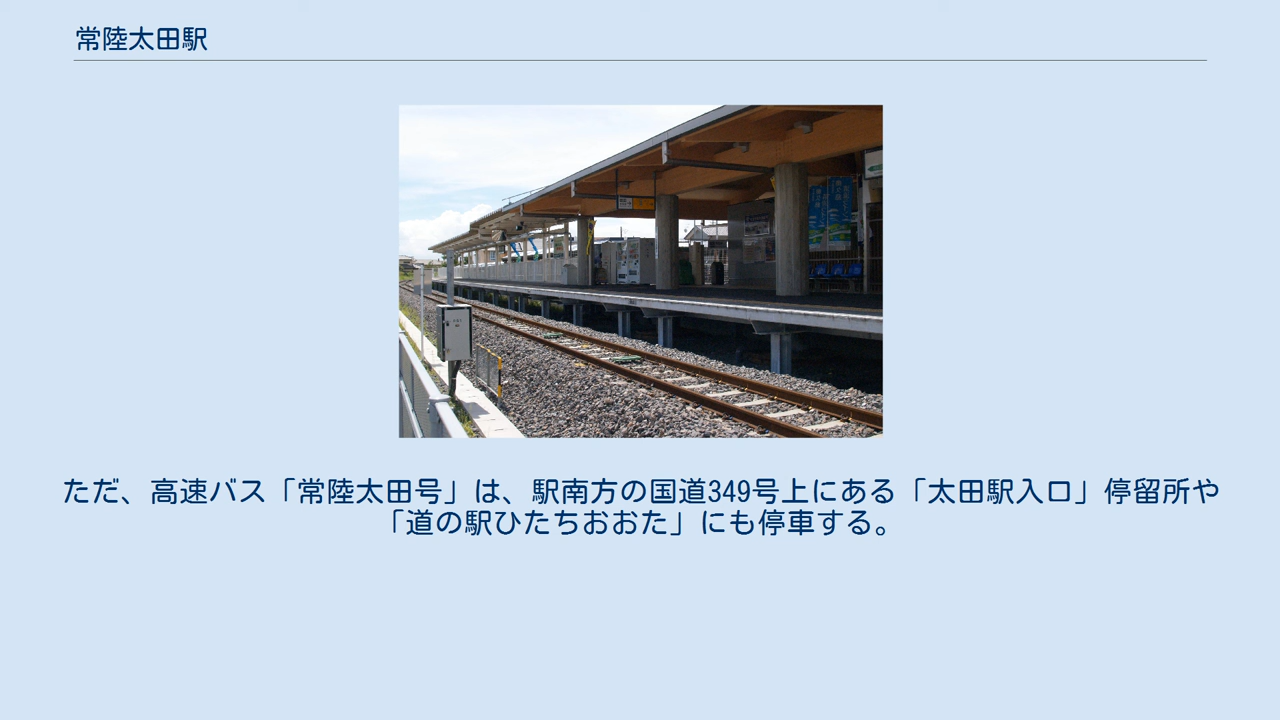 常陸太田駅
ただ、高速バス「常陸太田号」は、駅南方の国道349号上にある「太田駅入口」停留所や
「道の駅ひたちおおた」にも停車する。